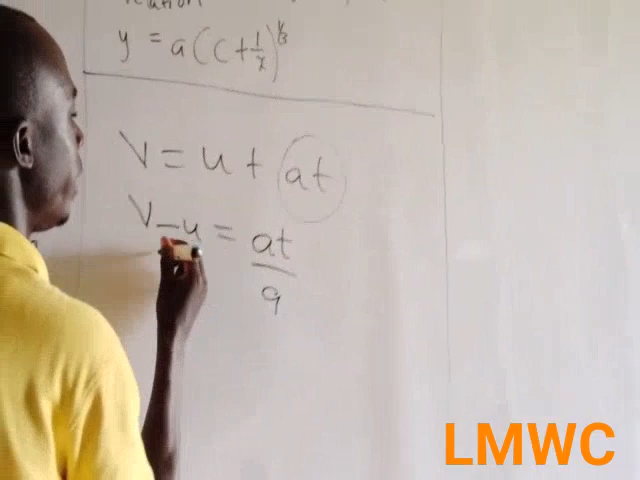 y = a(c+1/x)^1/3
V = u + at
V - u = at
a
LMWC